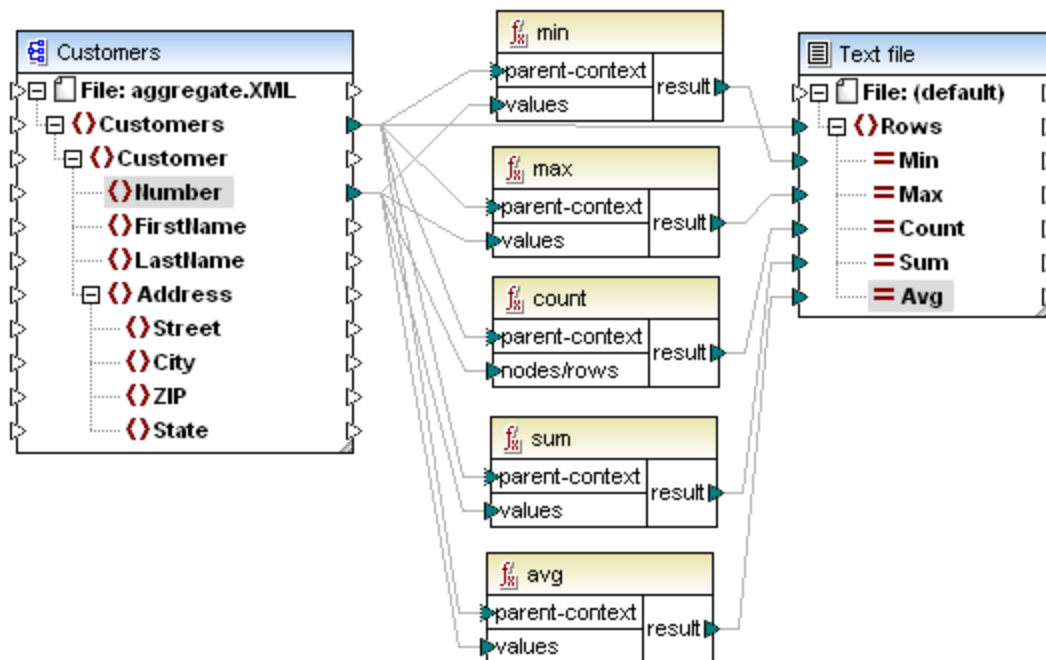 Customers
File: aggregate.XML
Customers
Customer
Number
FirstName
LastName
Address
Street
City
ZIP
State
min
parent-context
values
result
max
parent-context
values
result
count
parent-context
nodes/rows
result
sum
parent-context
values
result
avg
parent-context
values
result
Text file
File: (default)
Rows
Min
Max
Count
Sum
Avg